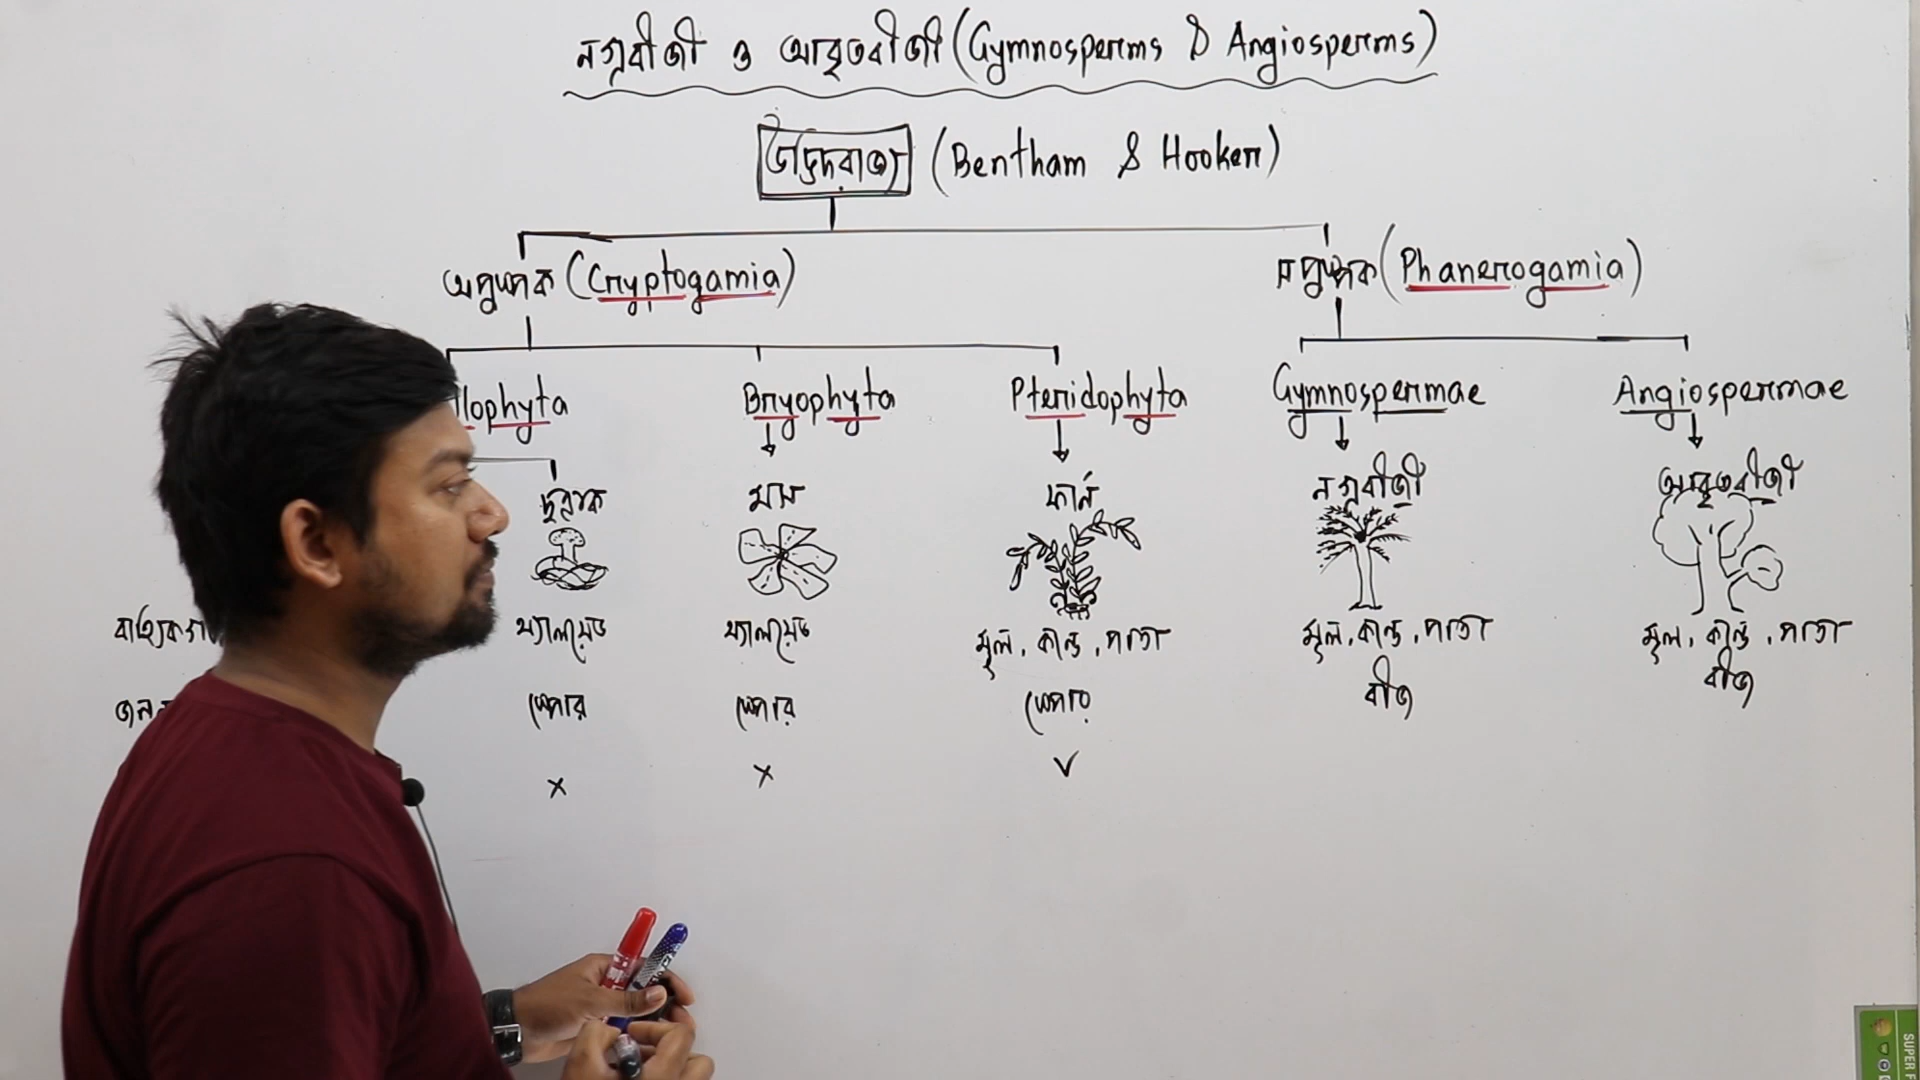 নগ্নবীজী ও আবৃতবীজী (Gymnosperms & Angiosperms)
উদ্ভিদরাজ্য (Bentham & Hooker)
অপুষ্পক (Cryptogamia) সপুষ্পক (Phanerogamia)
llophyta Bryophyta Pteridophyta Gymnospermae Angiospermae
ছত্রাক মস ফার্ন নগ্নবীজী আবৃতবীজী
থ্যালয়েড থ্যালয়েড মূল, কান্ড, পাতা মূল, কান্ড, পাতা মূল, কান্ড, পাতা
স্পোর স্পোর স্পোর বীজ বীজ
x x ✓
SUPER